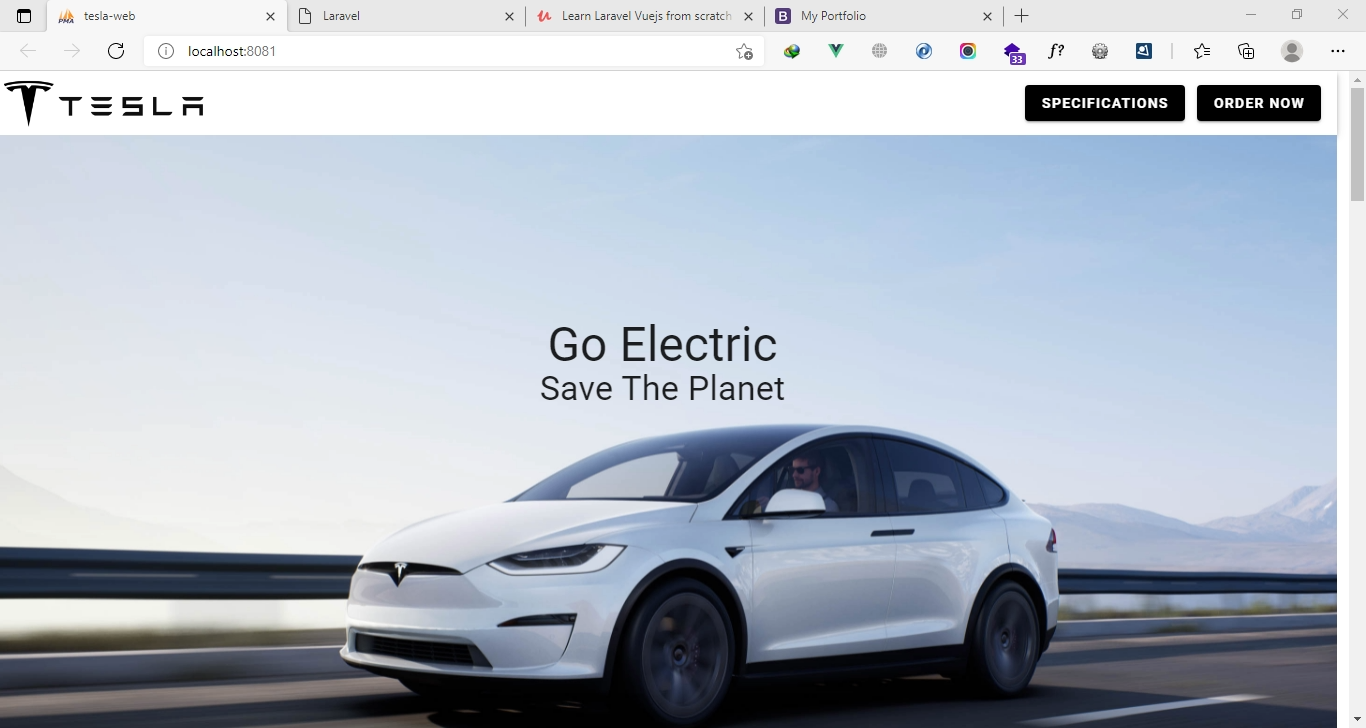 tesla-web
Laravel
Learn Laravel Vuejs from scratch
B My Portfolio
localhost:8081
33
f?
TESLA
SPECIFICATIONS
ORDER NOW
Go Electric
Save The Planet